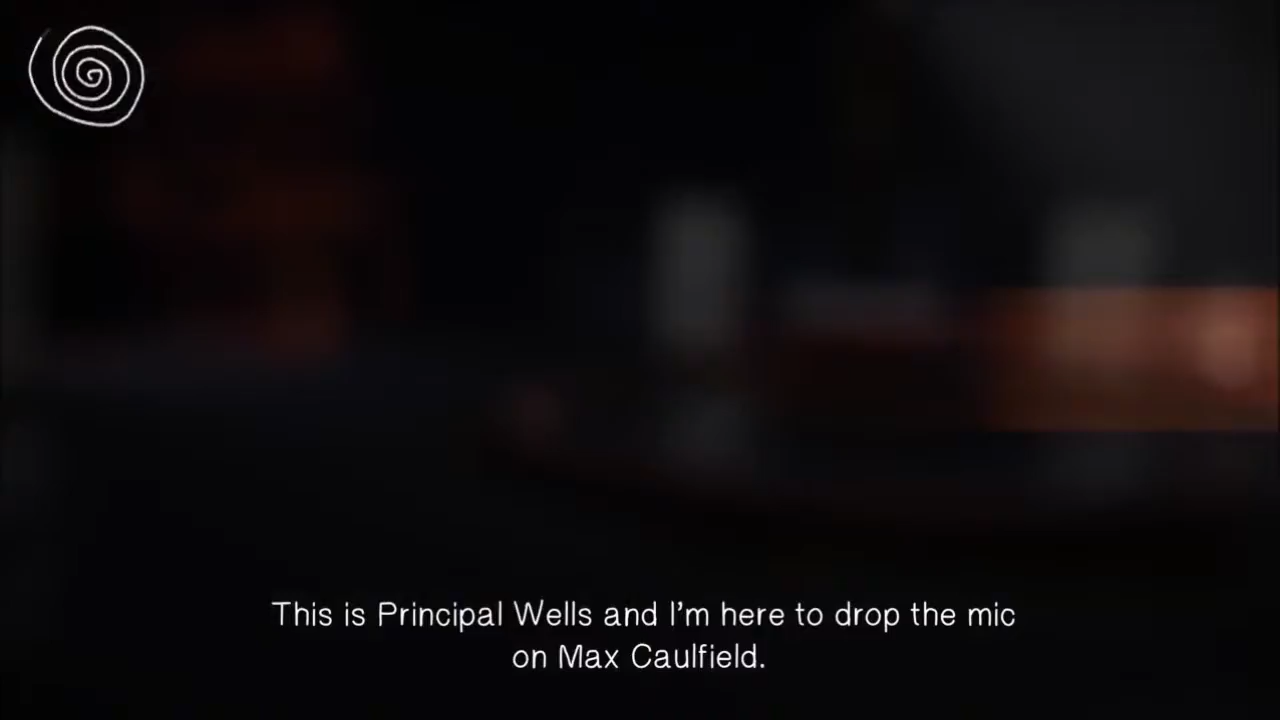 This is Principal Wells and I'm here to drop the mic
on Max Caulfield.